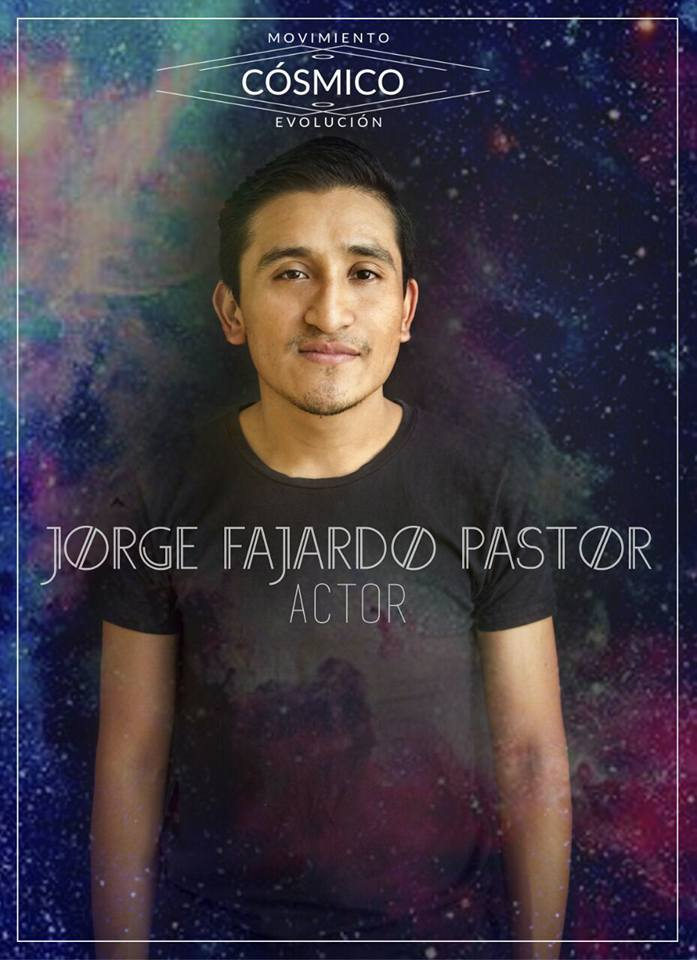 MOVIMIENTO
CÓSMICO
EVOLUCIÓN
JORGE FAJARDO PASTOR
ACTOR